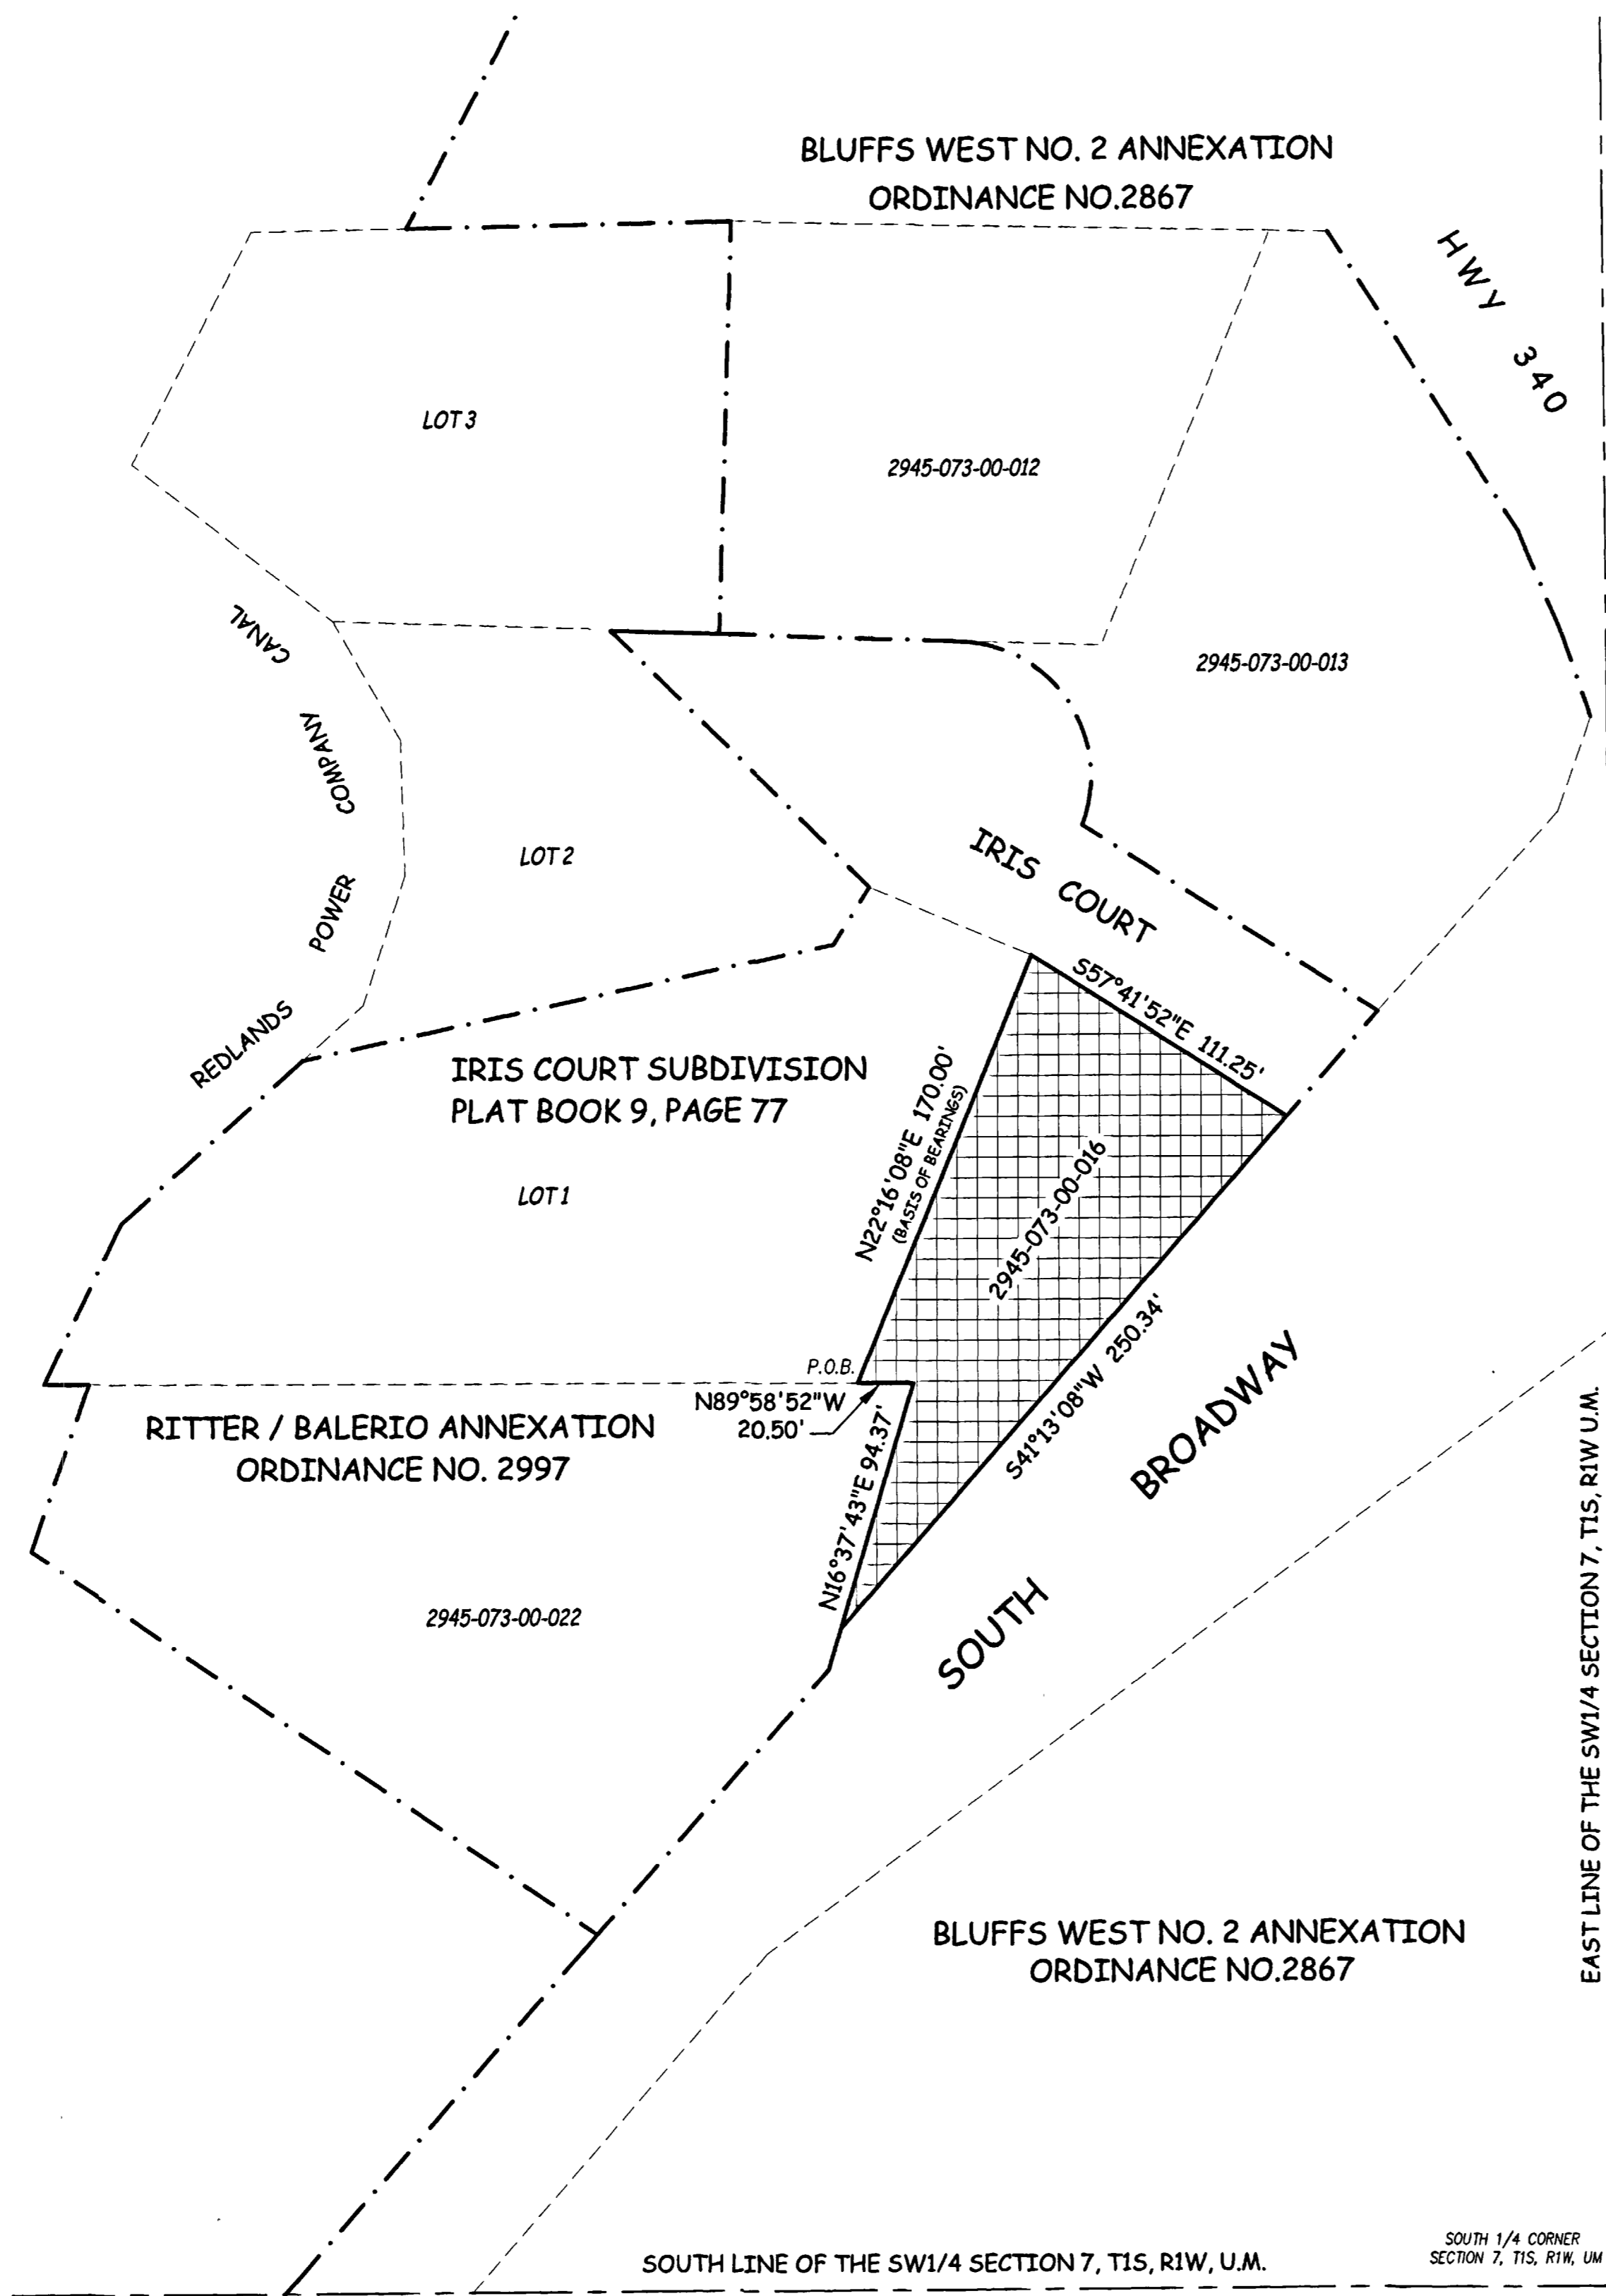 BLUFFS WEST NO. 2 ANNEXATION
ORDINANCE NO.2867
HWY 340
LOT 3
2945-073-00-012
2945-073-00-013
REDLANDS POWER COMPANY CANAL
LOT 2
IRIS COURT
S57°41'52"E 111.25'
IRIS COURT SUBDIVISION
PLAT BOOK 9, PAGE 77
N22°16'08"E 170.00'
(BASIS OF BEARINGS)
2945-073-00-016
LOT 1
P.O.B.
N89°58'52"W
20.50'
S41°13'08"W 250.34'
RITTER / BALERIO ANNEXATION
ORDINANCE NO. 2997
N16°37'43"E 94.37'
SOUTH BROADWAY
2945-073-00-022
EAST LINE OF THE SW1/4 SECTION 7, T1S, R1W U.M.
BLUFFS WEST NO. 2 ANNEXATION
ORDINANCE NO.2867
SOUTH 1/4 CORNER
SECTION 7, T1S, R1W, UM
SOUTH LINE OF THE SW1/4 SECTION 7, T1S, R1W, U.M.